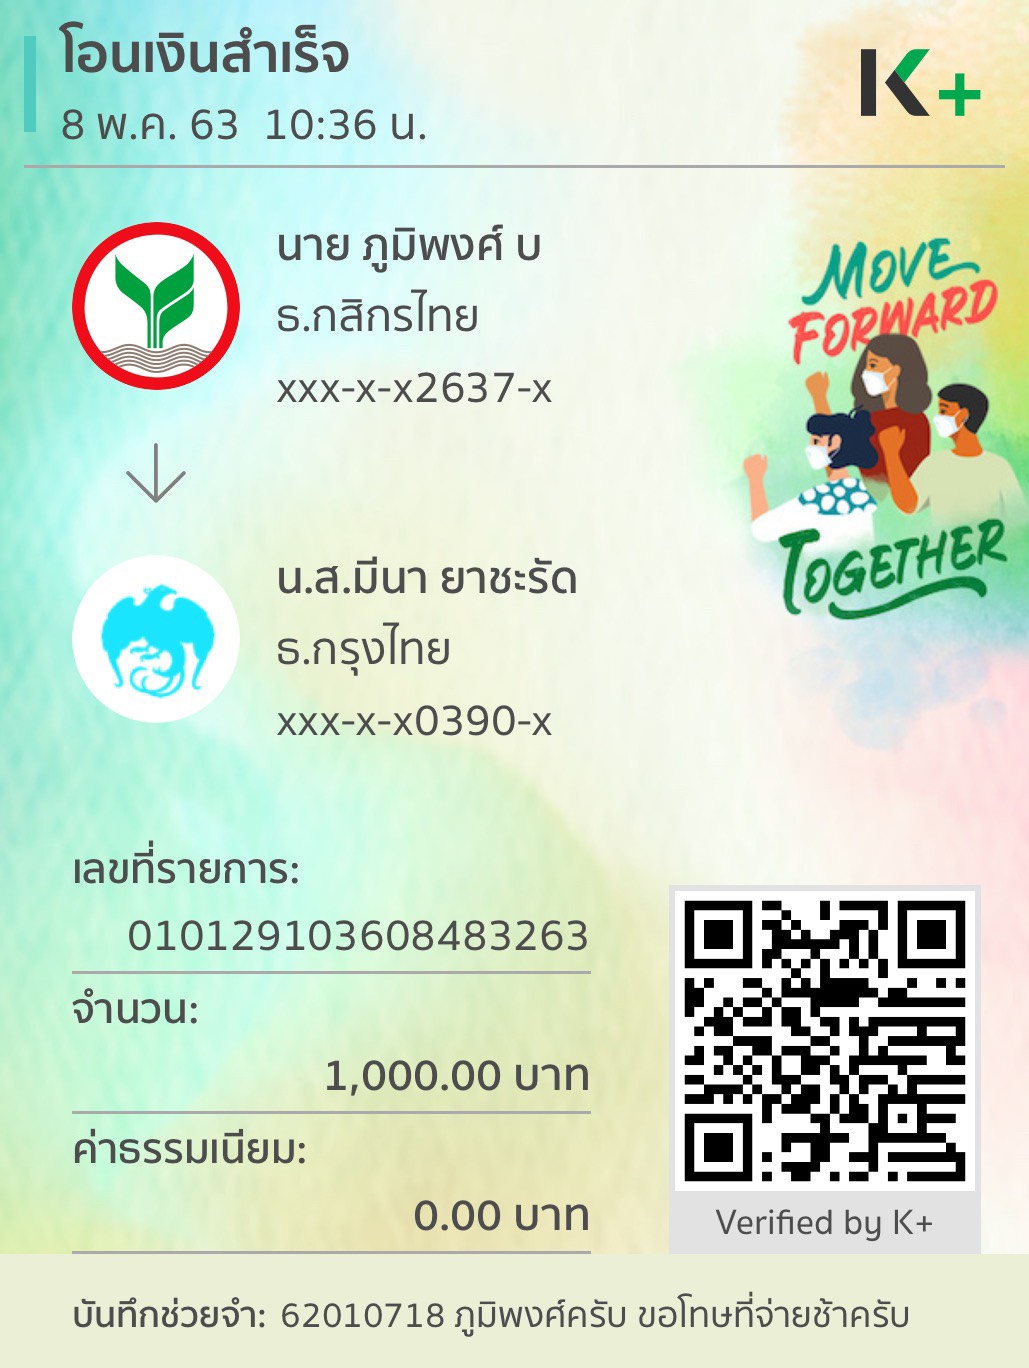 โอนเงินสำเร็จ
8 พ.ค. 63 10:36 น.
K+
นาย ภูมิพงศ์ บ
ธ.กสิกรไทย
xxx-x-x2637-x
MOVE
FORWARD
TOGETHER
น.ส.มีนา ยาชะรัด
ธ.กรุงไทย
xxx-x-x0390-x
เลขที่รายการ:
010129103608483263
จำนวน:
1,000.00 บาท
ค่าธรรมเนียม:
0.00 บาท
Verified by K+
บันทึกช่วยจำ: 62010718 ภูมิพงศ์ครับ ขอโทษที่จ่ายช้าครับ